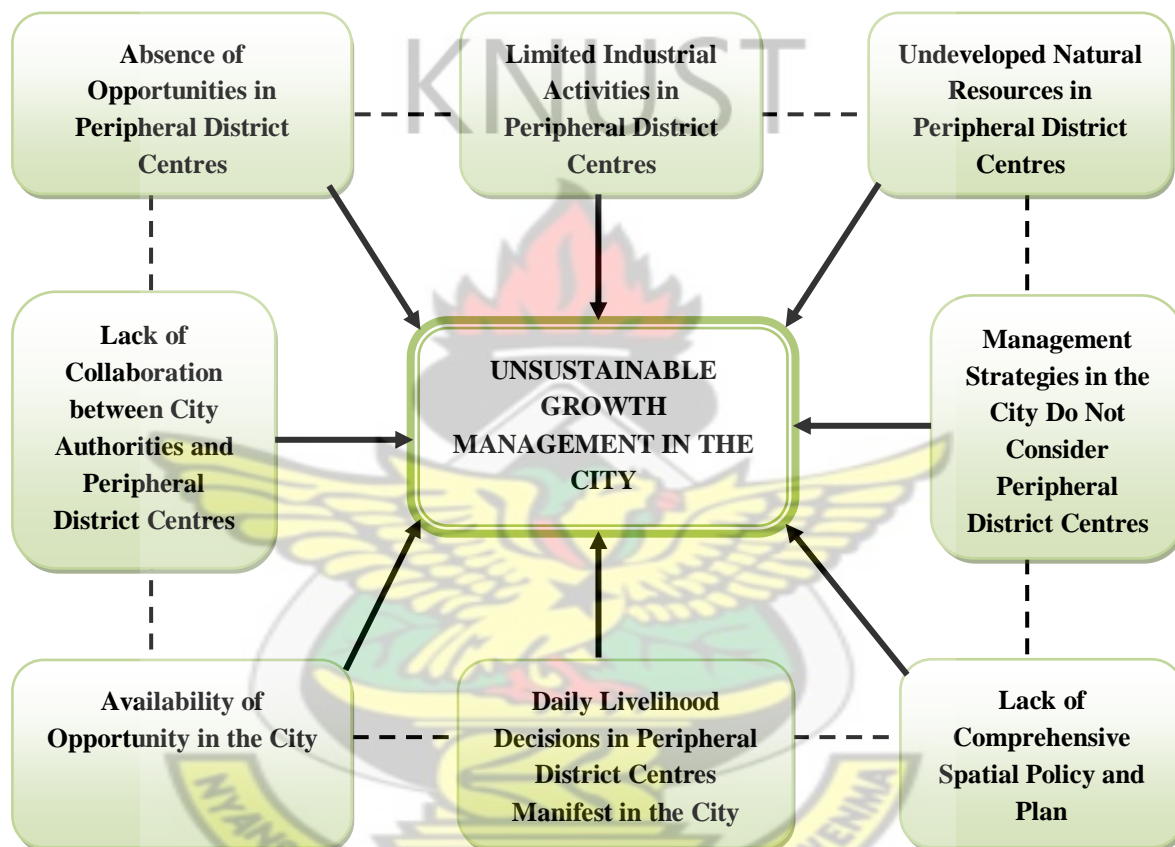 KNUST
Absence of
Opportunities in
Peripheral District
Centres
Limited Industrial
Activities in
Peripheral District
Centres
Undeveloped Natural
Resources in
Peripheral District
Centres
Lack of
Collaboration
between City
Authorities and
Peripheral
District Centres
UNSUSTAINABLE
GROWTH
MANAGEMENT IN THE
CITY
Management
Strategies in the
City Do Not
Consider
Peripheral
District Centres
Availability of
Opportunity in the City
Daily Livelihood
Decisions in Peripheral
District Centres
Manifest in the City
Lack of
Comprehensive
Spatial Policy and
Plan